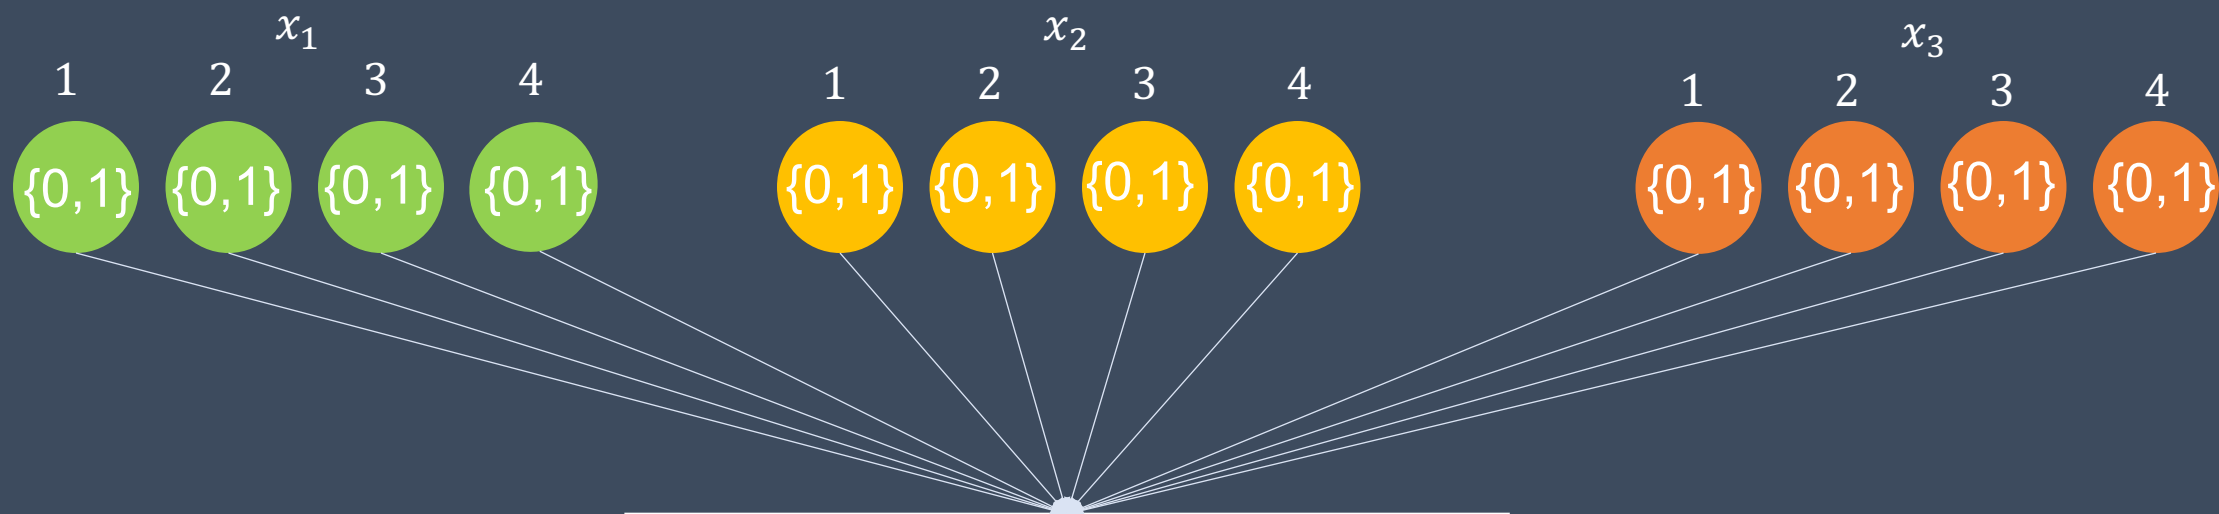 x₁ x₂ x₃
1 2 3 4 1 2 3 4 1 2 3 4
{0,1} {0,1} {0,1} {0,1} {0,1} {0,1} {0,1} {0,1} {0,1} {0,1} {0,1} {0,1}